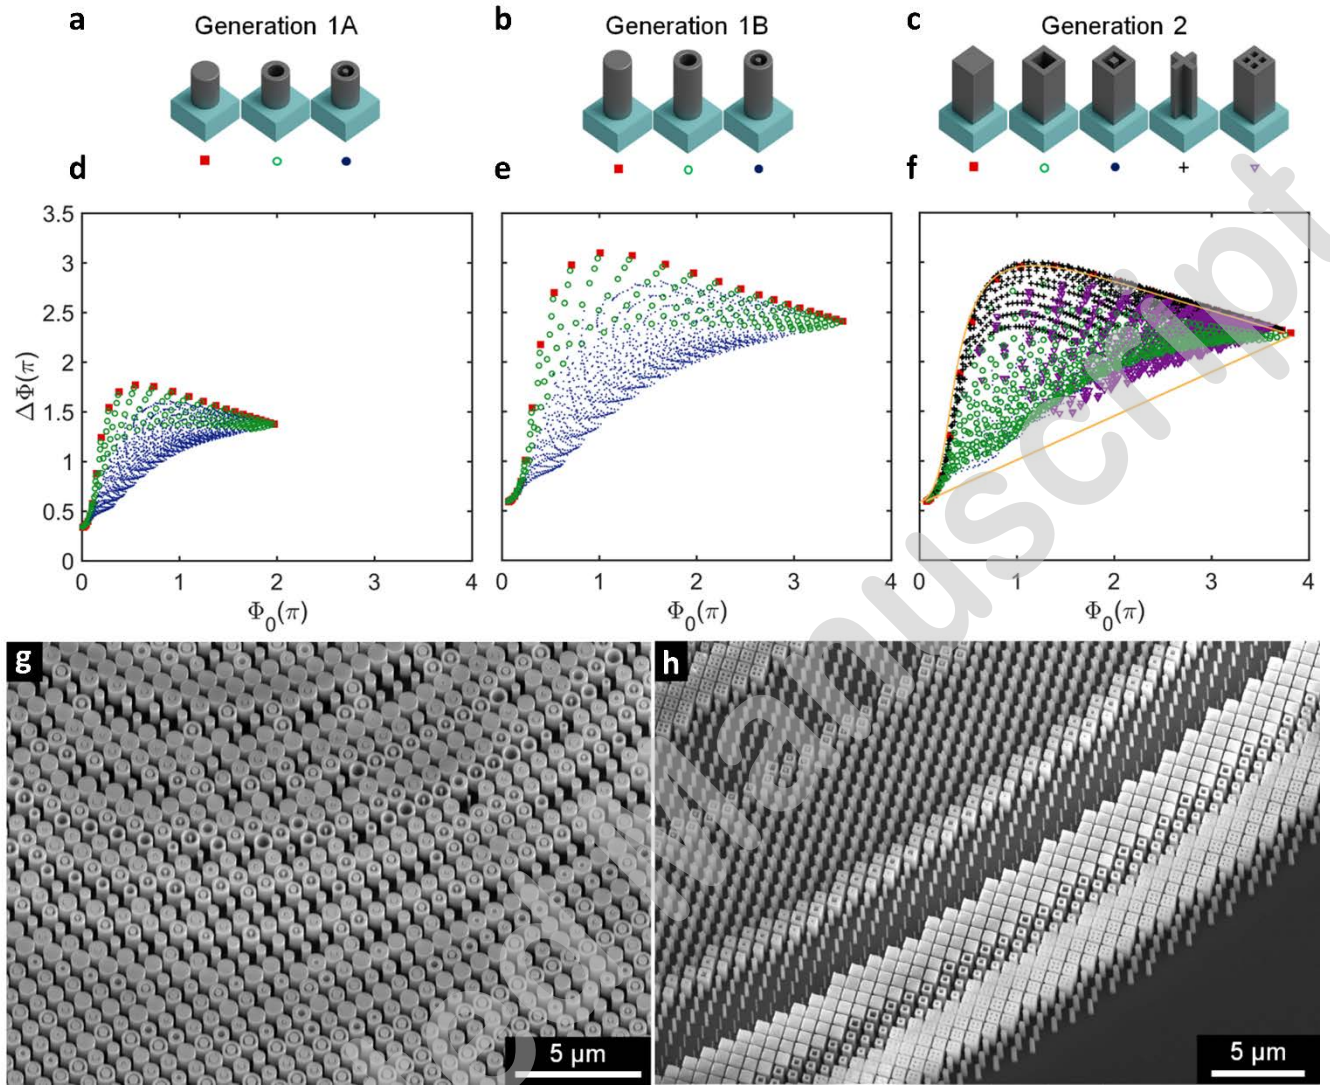 a Generation 1A
b Generation 1B
c Generation 2
d
e
f
ΔΦ(π)
3.5
3
2.5
2
1.5
1
0.5
0
0 1 2 3 4
Φ₀(π)
0 1 2 3 4
Φ₀(π)
0 1 2 3 4
Φ₀(π)
g
5 µm
h
5 µm
Manuscript